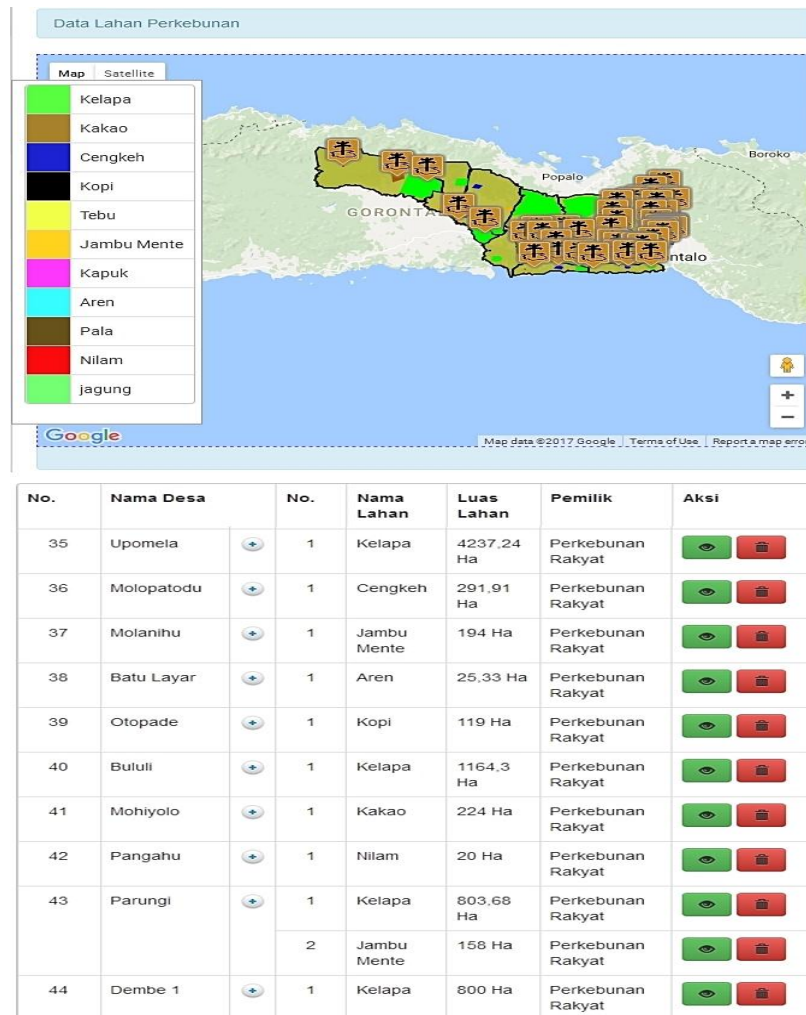 Data Lahan Perkebunan
Map Satellite
Kelapa
Kakao
Cengkeh
Kopi
Tebu
Jambu Mente
Kapuk
Aren
Pala
Nilam
jagung
Boroko
Popalo
GORONTA
ntalo
+
−
Google
Map data ©2017 Google Terms of Use Report a map erro
No. Nama Desa No. Nama Lahan Luas Lahan Pemilik Aksi
35 Upomela + 1 Kelapa 4237,24 Ha Perkebunan Rakyat
36 Molopatodu + 1 Cengkeh 291,91 Ha Perkebunan Rakyat
37 Molanihu + 1 Jambu Mente 194 Ha Perkebunan Rakyat
38 Batu Layar + 1 Aren 25,33 Ha Perkebunan Rakyat
39 Otopade + 1 Kopi 119 Ha Perkebunan Rakyat
40 Bululi + 1 Kelapa 1164,3 Ha Perkebunan Rakyat
41 Mohiyolo + 1 Kakao 224 Ha Perkebunan Rakyat
42 Pangahu + 1 Nilam 20 Ha Perkebunan Rakyat
43 Parungi + 1 Kelapa 803,68 Ha Perkebunan Rakyat
2 Jambu Mente 158 Ha Perkebunan Rakyat
44 Dembe 1 + 1 Kelapa 800 Ha Perkebunan Rakyat